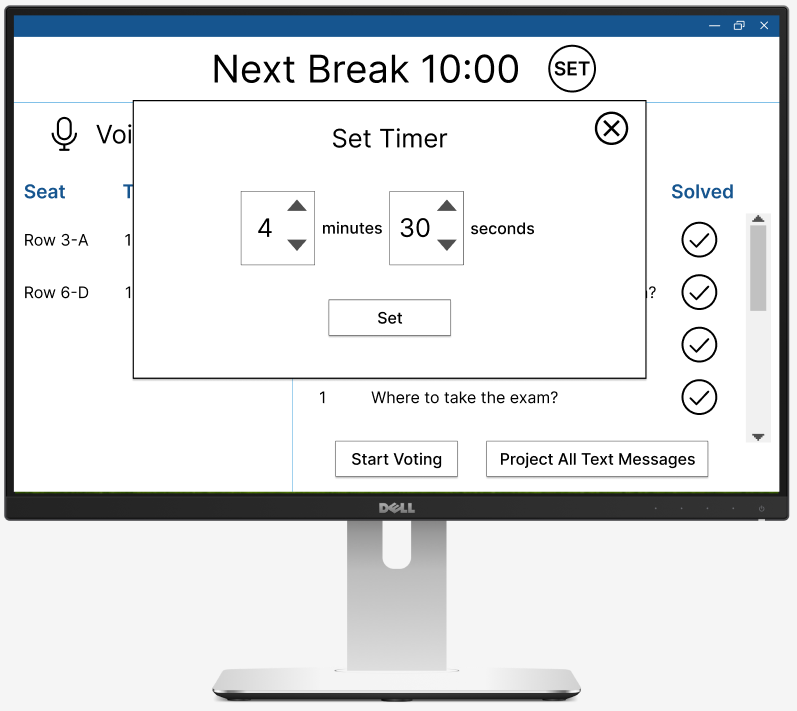 Next Break 10:00 SET
Voi
Set Timer
Seat T Solved
4 minutes 30 seconds
Row 3-A 1
Row 6-D 1 ?
Set
1 Where to take the exam?
Start Voting Project All Text Messages
DELL